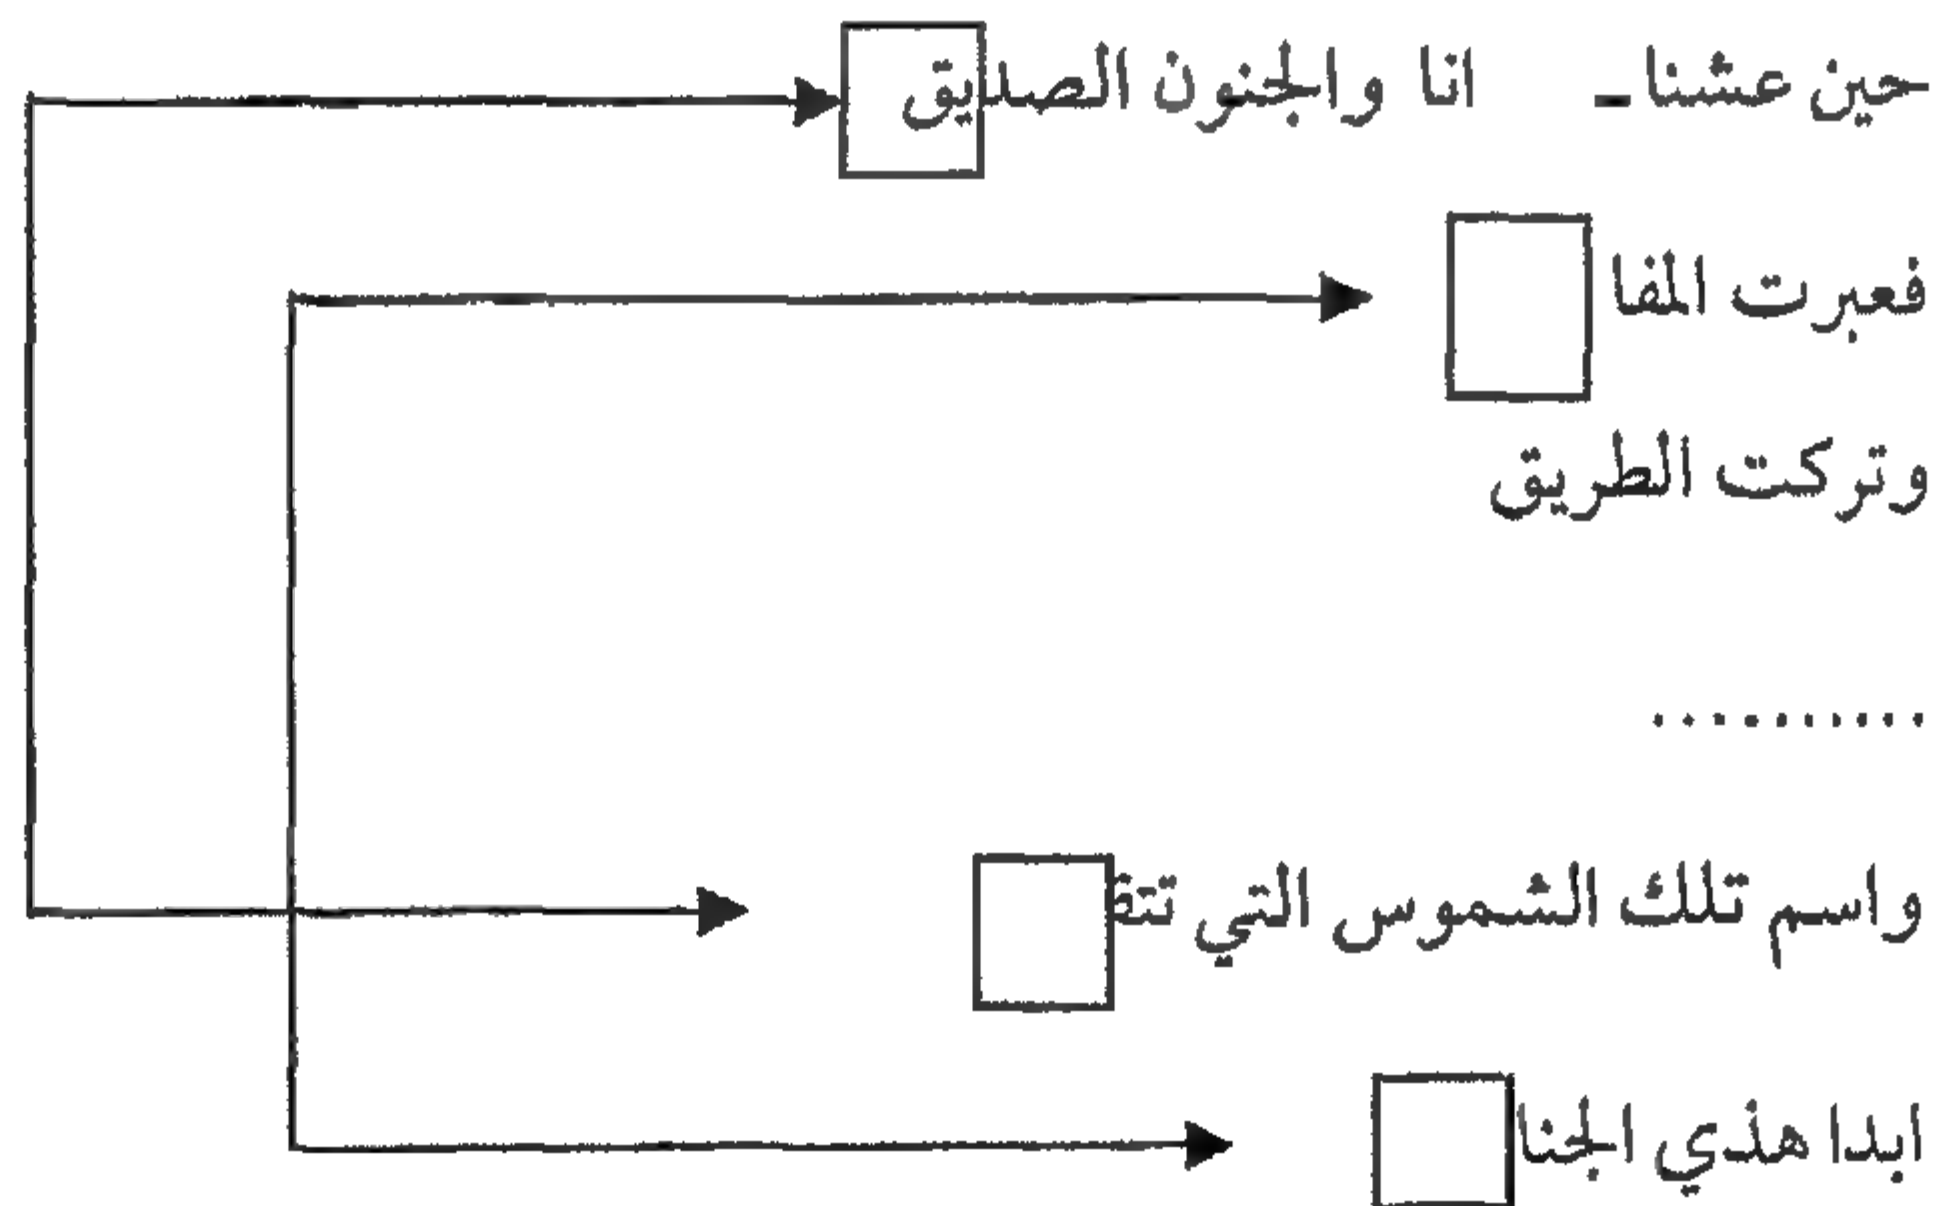 حين عشنا - انا والجنون الصديق
فعبرت المفا
وتركت الطريق
..........
واسم تلك الشموس التي تتق
ابدا هذي الجنا